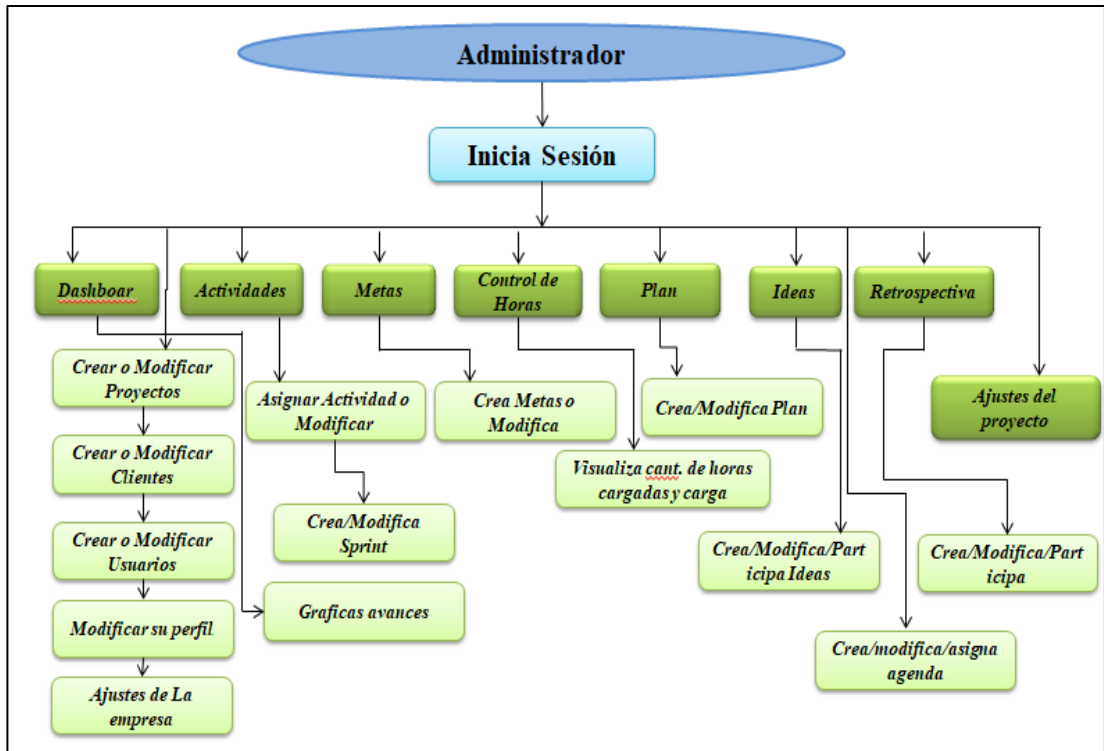 Administrador
Inicia Sesión
Dashboar
Actividades
Metas
Control de
Horas
Plan
Ideas
Retrospectiva
Ajustes del
proyecto
Crear o Modificar
Proyectos
Asignar Actividad o
Modificar
Crea Metas o
Modifica
Crea/Modifica Plan
Crear o Modificar
Clientes
Visualiza cant. de horas
cargadas y carga
Crea/Modifica
Sprint
Crear o Modificar
Usuarios
Crea/Modifica/Part
icipa Ideas
Crea/Modifica/Part
icipa
Graficas avances
Modificar su perfil
Crea/modifica/asigna
agenda
Ajustes de La
empresa